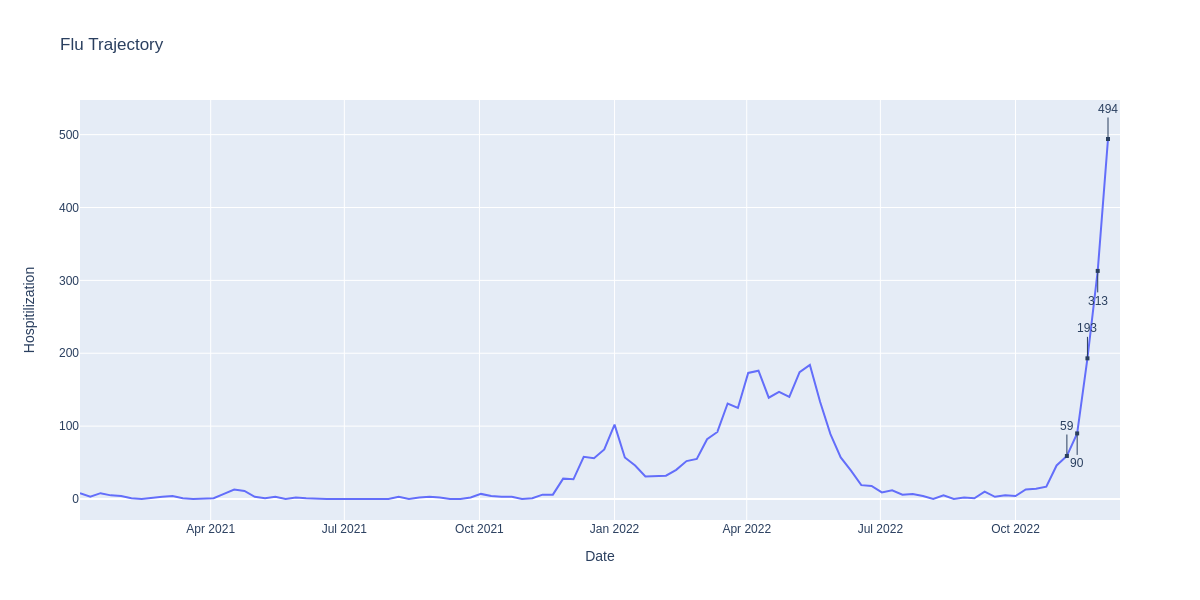 Flu Trajectory
494
500
400
300
313
193
200
59
100
90
0
Hospitilization
Apr 2021
Jul 2021
Oct 2021
Jan 2022
Apr 2022
Jul 2022
Oct 2022
Date